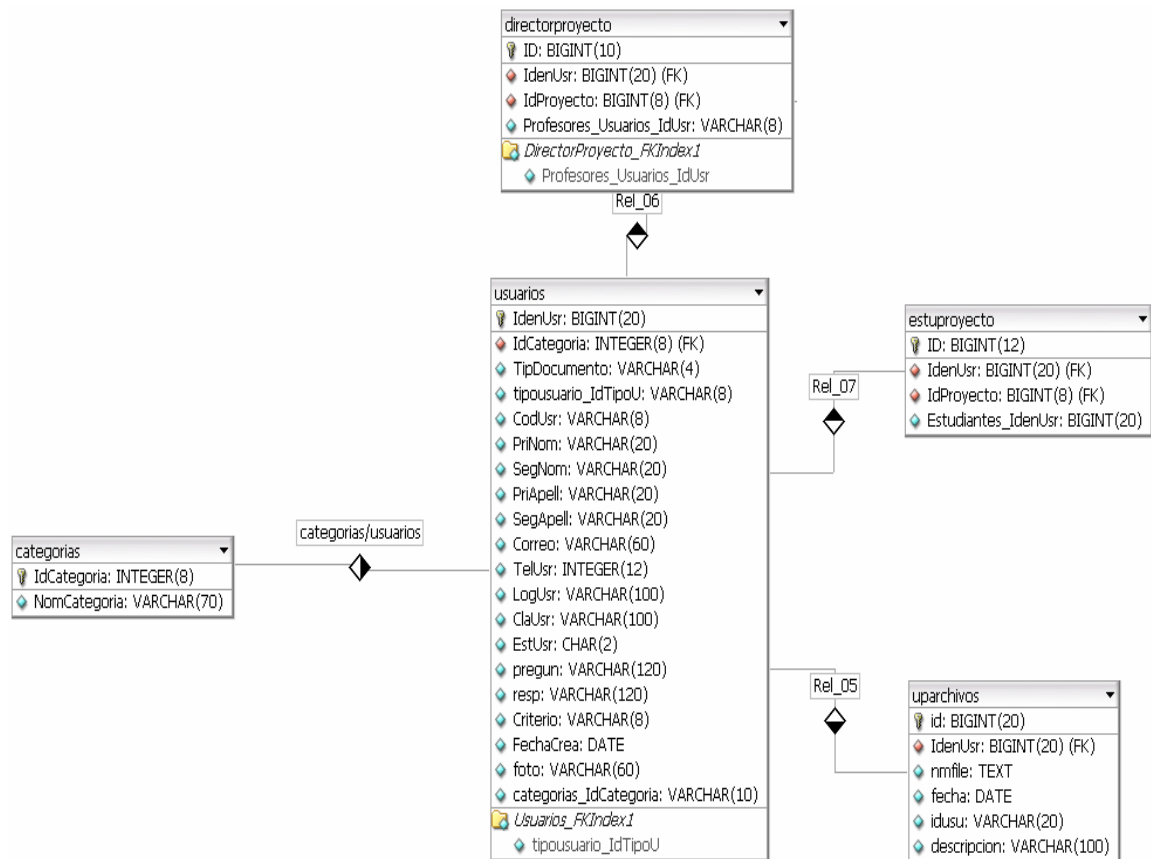 directorproyecto
ID: BIGINT(10)
IdenUsr: BIGINT(20) (FK)
IdProyecto: BIGINT(8) (FK)
Profesores_Usuarios_IdUsr: VARCHAR(8)
DirectorProyecto_FKIndex1
Profesores_Usuarios_IdUsr
Rel_06
usuarios
IdenUsr: BIGINT(20)
IdCategoria: INTEGER(8) (FK)
TipDocumento: VARCHAR(4)
tipousuario_IdTipoU: VARCHAR(8)
CodUsr: VARCHAR(8)
PriNom: VARCHAR(20)
SegNom: VARCHAR(20)
PriApell: VARCHAR(20)
SegApell: VARCHAR(20)
Correo: VARCHAR(60)
TelUsr: INTEGER(12)
LogUsr: VARCHAR(100)
ClaUsr: VARCHAR(100)
EstUsr: CHAR(2)
pregun: VARCHAR(120)
resp: VARCHAR(120)
Criterio: VARCHAR(8)
FechaCrea: DATE
foto: VARCHAR(60)
categorias_IdCategoria: VARCHAR(10)
Usuarios_FKIndex1
tipousuario_IdTipoU
estuproyecto
ID: BIGINT(12)
IdenUsr: BIGINT(20) (FK)
IdProyecto: BIGINT(8) (FK)
Estudiantes_IdenUsr: BIGINT(20)
Rel_07
categorias/usuarios
categorias
IdCategoria: INTEGER(8)
NomCategoria: VARCHAR(70)
Rel_05
uparchivos
id: BIGINT(20)
IdenUsr: BIGINT(20) (FK)
nmfile: TEXT
fecha: DATE
idusu: VARCHAR(20)
descripcion: VARCHAR(100)